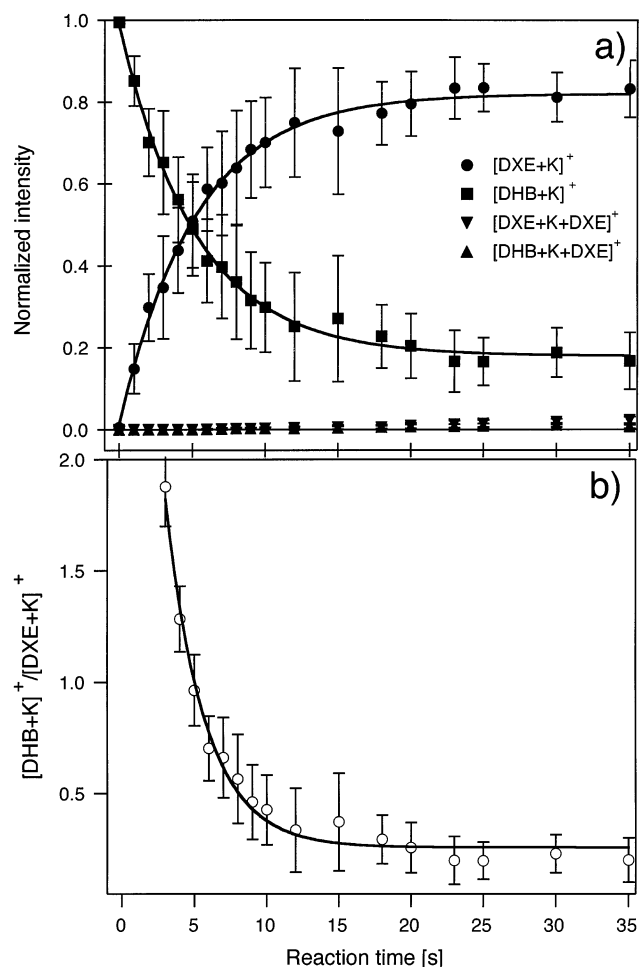 a)
1.0
0.8
0.6
0.4
0.2
0.0
Normalized intensity
[DXE+K]+
[DHB+K]+
[DXE+K+DXE]+
[DHB+K+DXE]+
b)
2.0
1.5
1.0
0.5
[DHB+K]+/[DXE+K]+
0 5 10 15 20 25 30 35
Reaction time [s]